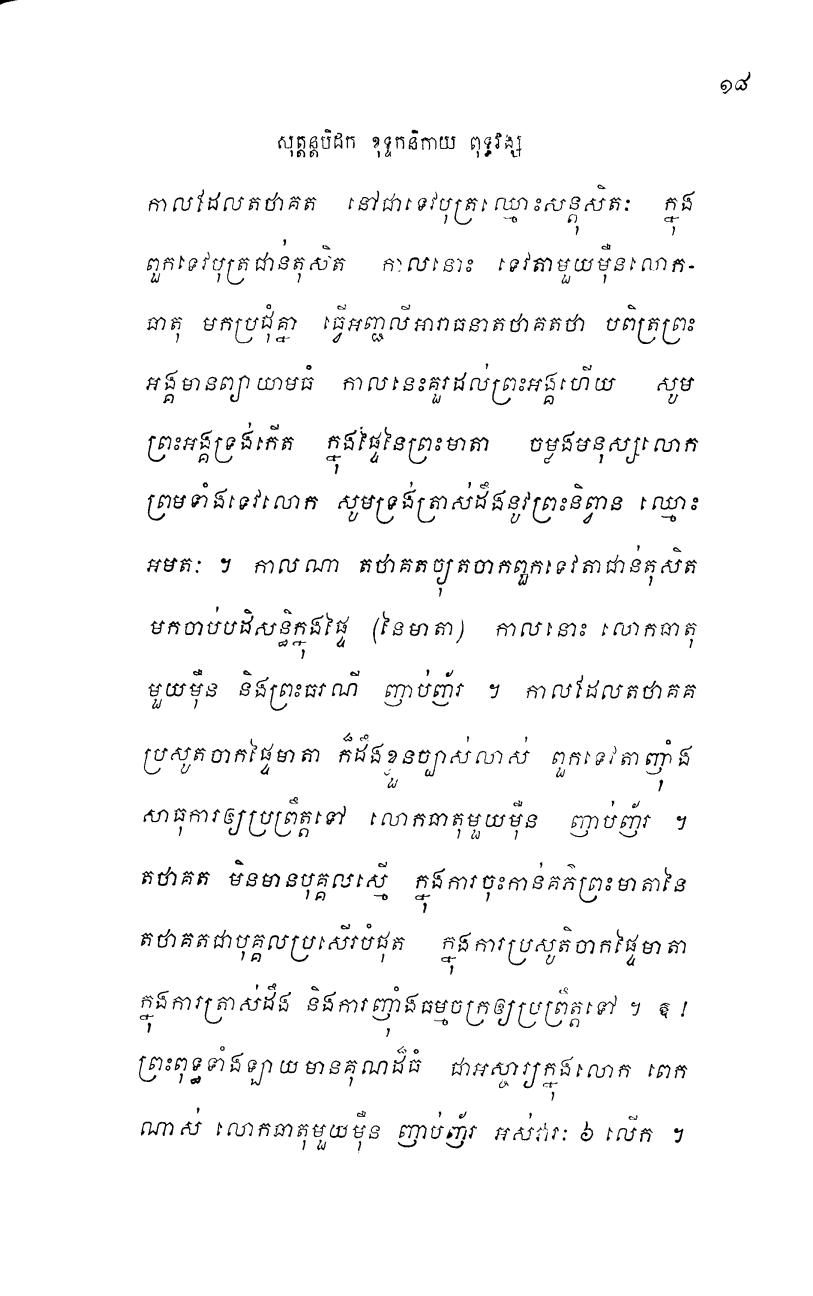 ១៨
សុត្តន្តបិដក ខុទ្ទកនិកាយ ពុទ្ធវង្ស
កាលដែលតថាគត នៅជាទេវបុត្រឈ្មោះសន្តុសិតៈ ក្នុង
ពួកទេវបុត្រជាន់តុសិត កាលនោះ ទេវតាមួយម៉ឺនលោក-
ធាតុ មកប្រជុំគ្នា ធ្វើអញ្ជលីអារាធនាតថាគតថា បពិត្រព្រះ
អង្គមានព្យាយាមធំ កាលនេះគួរដល់ព្រះអង្គហើយ សូម
ព្រះអង្គទ្រង់កើត ក្នុងផ្ទៃនៃព្រះមាតា ចម្លងមនុស្សលោក
ព្រមទាំងទេវលោក សូមទ្រង់ត្រាស់ដឹងនូវព្រះនិព្វាន ឈ្មោះ
អមតៈ ។ កាលណា តថាគតច្យុតចាកពួកទេវតាជាន់តុសិត
មកចាប់បដិសន្ធិក្នុងផ្ទៃ (នៃមាតា) កាលនោះ លោកធាតុ
មួយម៉ឺន និងព្រះធរណី ញាប់ញ័រ ។ កាលដែលតថាគត
ប្រសូតចាកផ្ទៃមាតា ក៏ដឹងខ្លួនច្បាស់លាស់ ពួកទេវតាញ៉ាំង
សាធុការឲ្យប្រព្រឹត្តទៅ លោកធាតុមួយម៉ឺន ញាប់ញ័រ ។
តថាគត មិនមានបុគ្គលស្មើ ក្នុងការចុះកាន់គភ៌ព្រះមាតានៃ
តថាគតជាបុគ្គលប្រសើរបំផុត ក្នុងការប្រសូតិចាកផ្ទៃមាតា
ក្នុងការត្រាស់ដឹង និងការញ៉ាំងធម្មចក្រឲ្យប្រព្រឹត្តទៅ ។ ឱ !
ព្រះពុទ្ធទាំងឡាយមានគុណដ៏ធំ ជាអស្ចារ្យក្នុងលោក ពេក
ណាស់ លោកធាតុមួយម៉ឺន ញាប់ញ័រ អស់វារៈ ៦ លើក ។